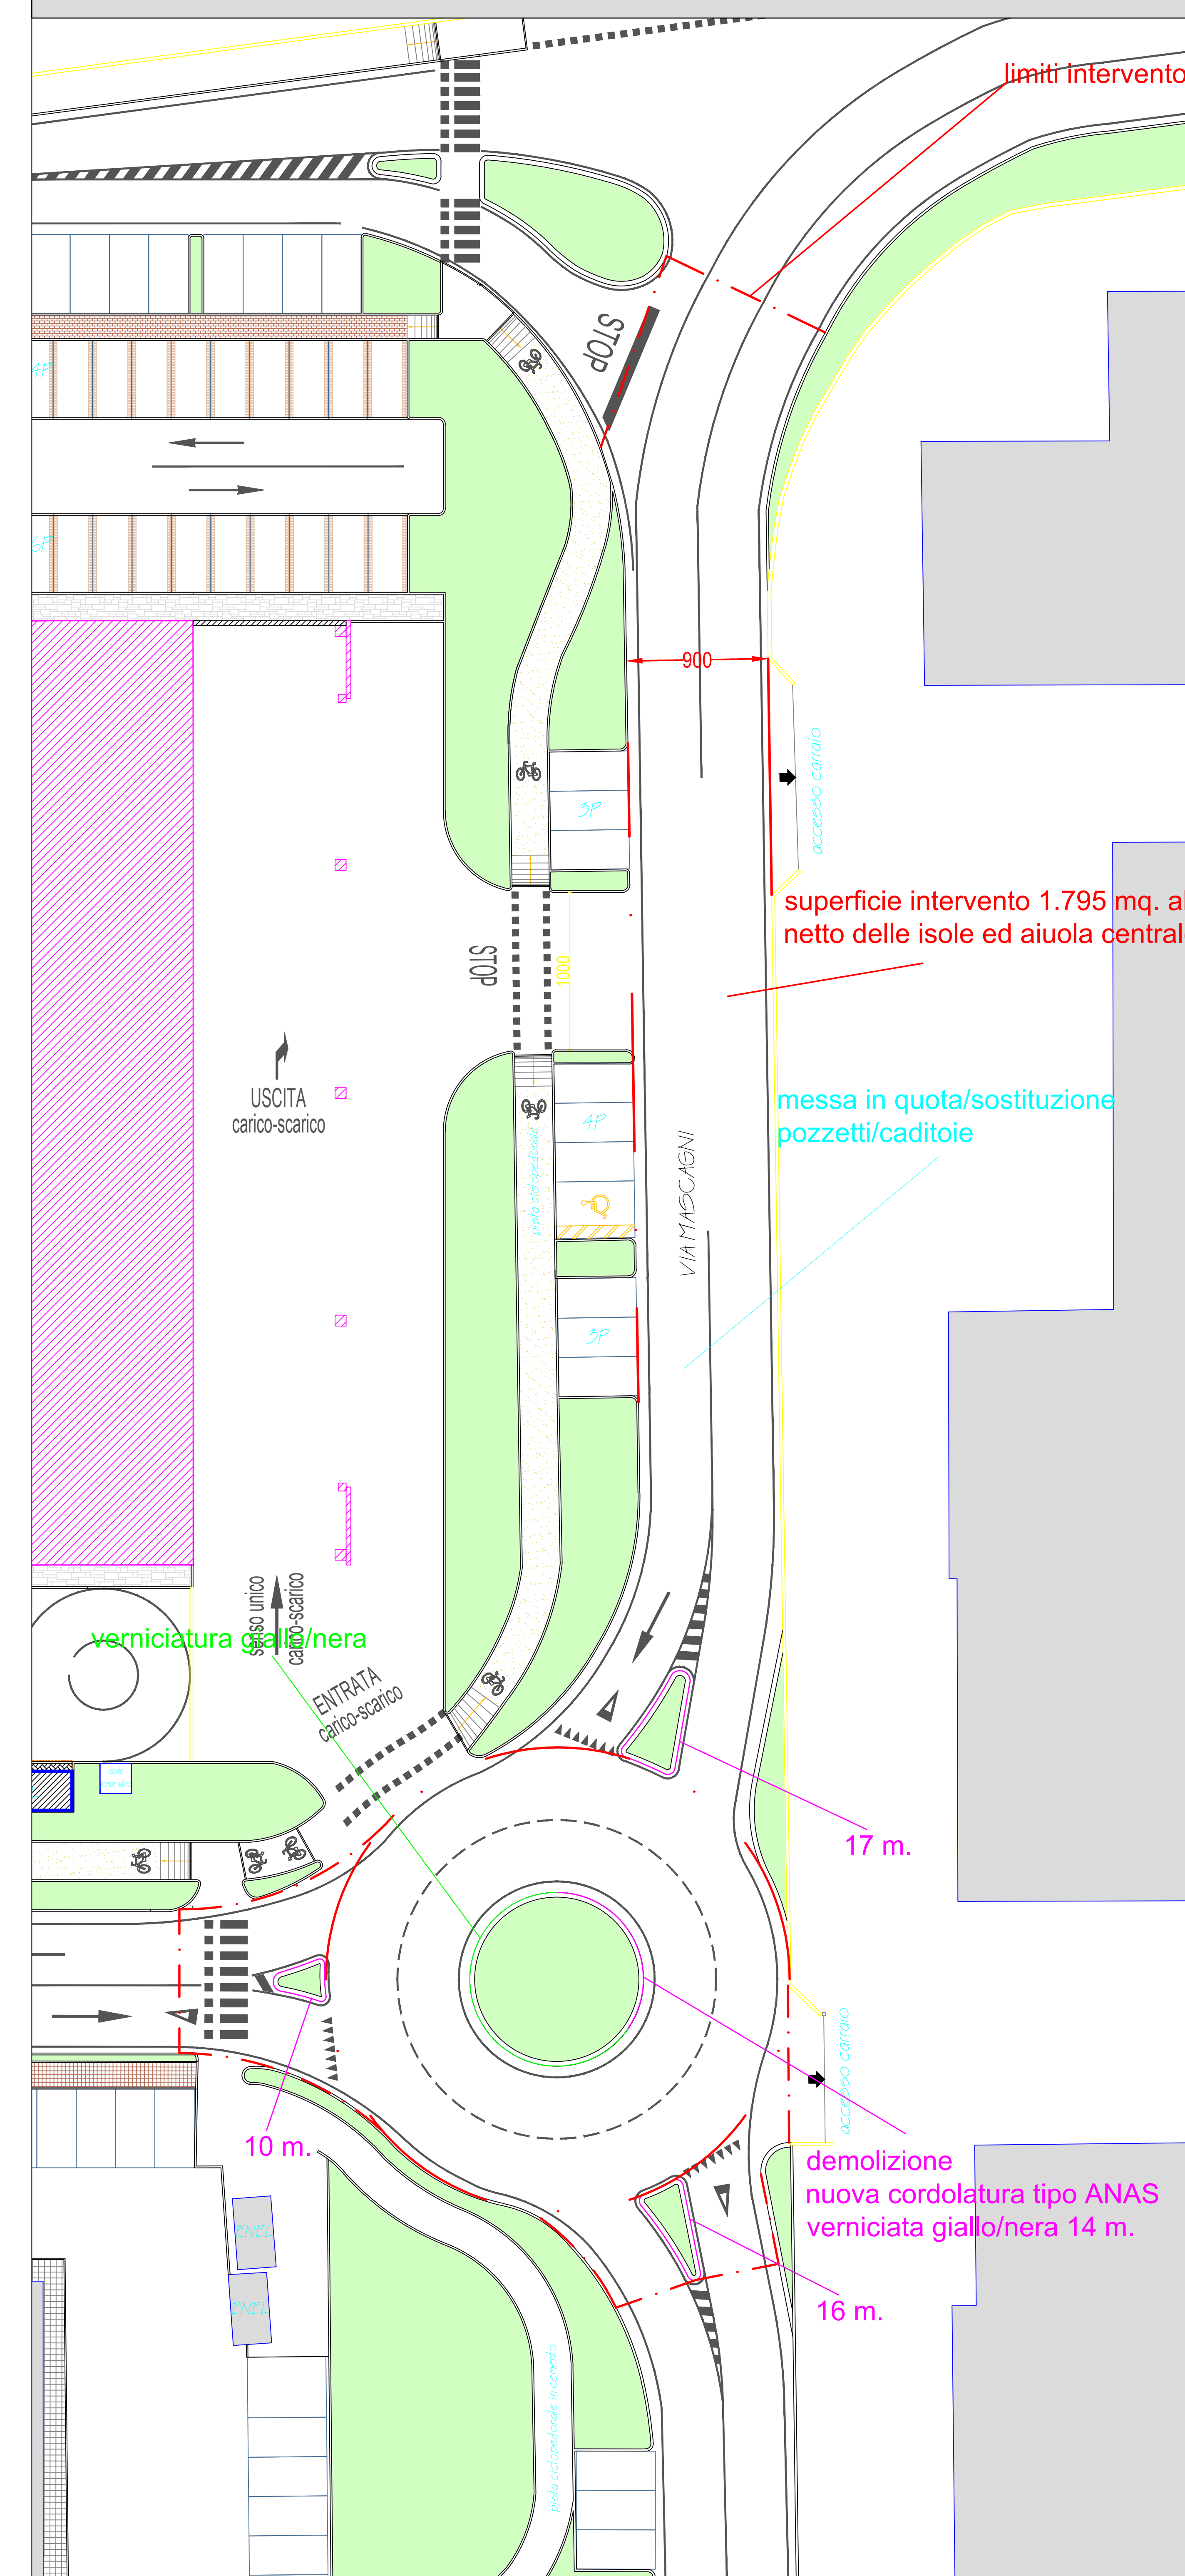 limiti intervento
STOP
4P
6P
900
accesso carraio
3P
superficie intervento 1.795 mq. al
netto delle isole ed aiuola centrale
STOP
1000
USCITA
carico-scarico
messa in quota/sostituzione
pozzetti/caditoie
4P
pista ciclopedonale
VIA MASCAGNI
3P
senso unico
carico-scarico
verniciatura giallo/nera
ENTRATA
carico-scarico
17 m.
accesso carraio
10 m.
demolizione
nuova cordolatura tipo ANAS
verniciata giallo/nera 14 m.
ENEL
16 m.
ENEL
pista ciclopedonale in cemento